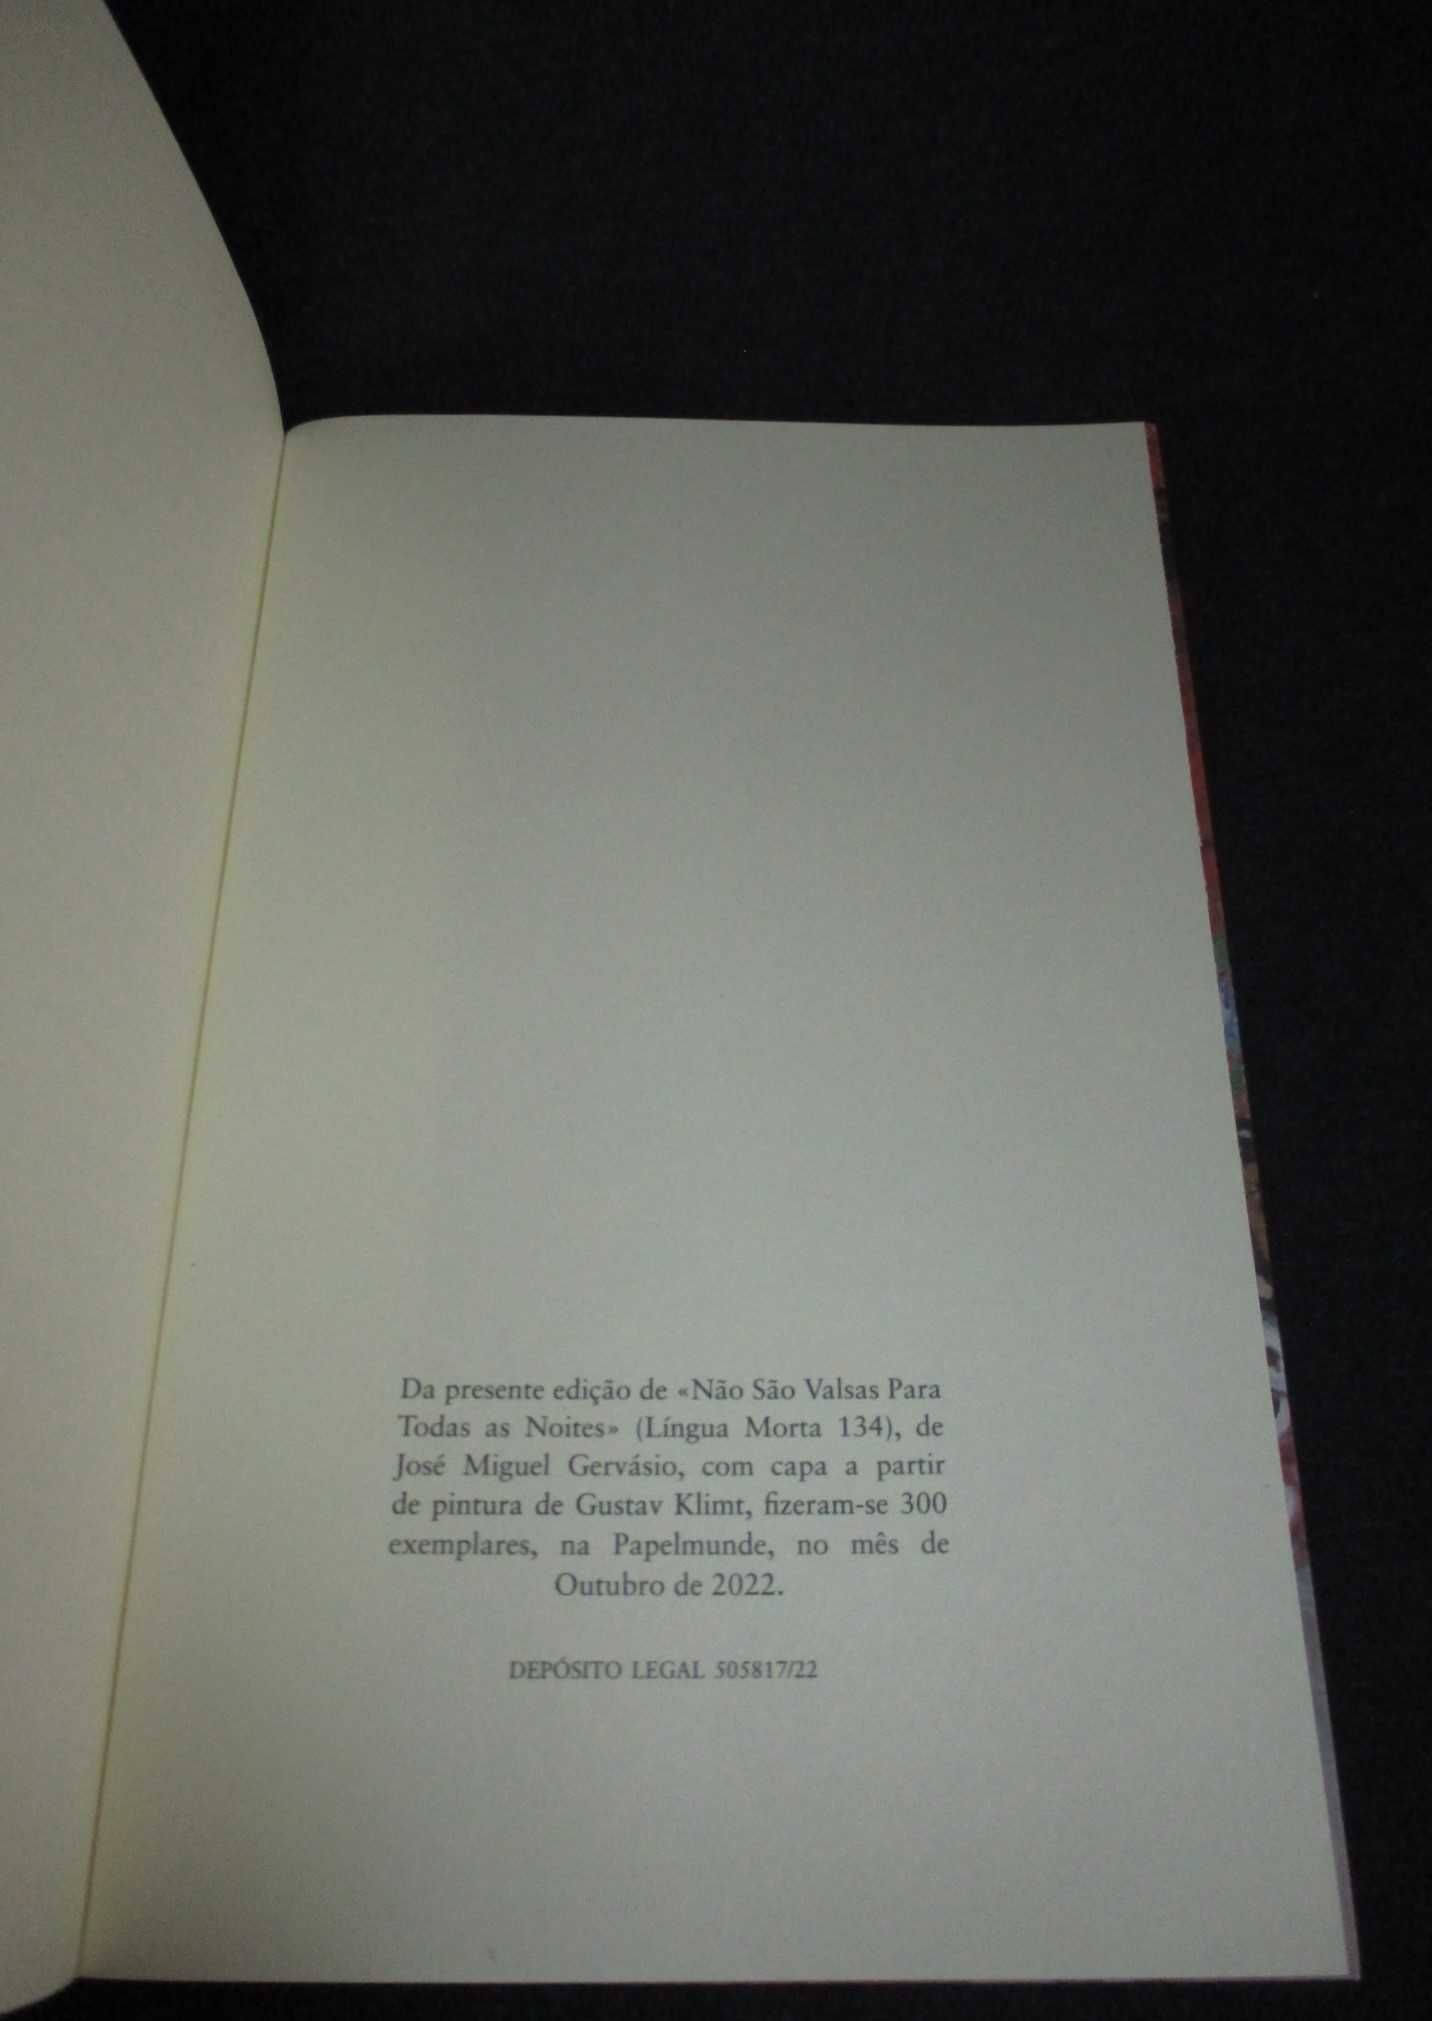 Da presente edição de «Não São Valsas Para
Todas as Noites» (Língua Morta 134), de
José Miguel Gervásio, com capa a partir
de pintura de Gustav Klimt, fizeram-se 300
exemplares, na Papelmunde, no mês de
Outubro de 2022.
DEPÓSITO LEGAL 505817/22